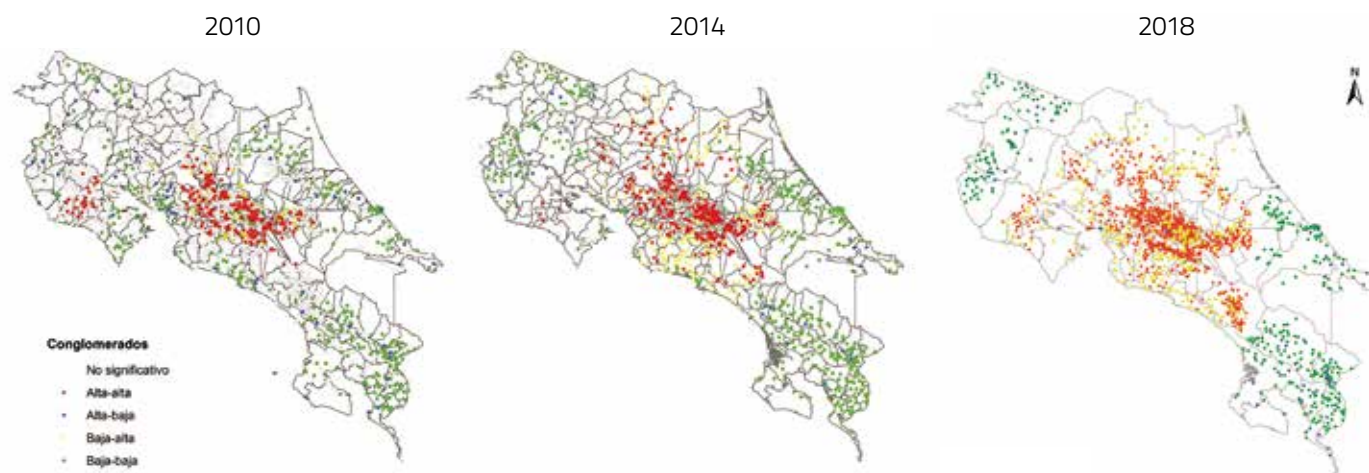 2010
2014
2018
N
Conglomerados
No significativo
Alta-alta
Alta-baja
Baja-alta
Baja-baja